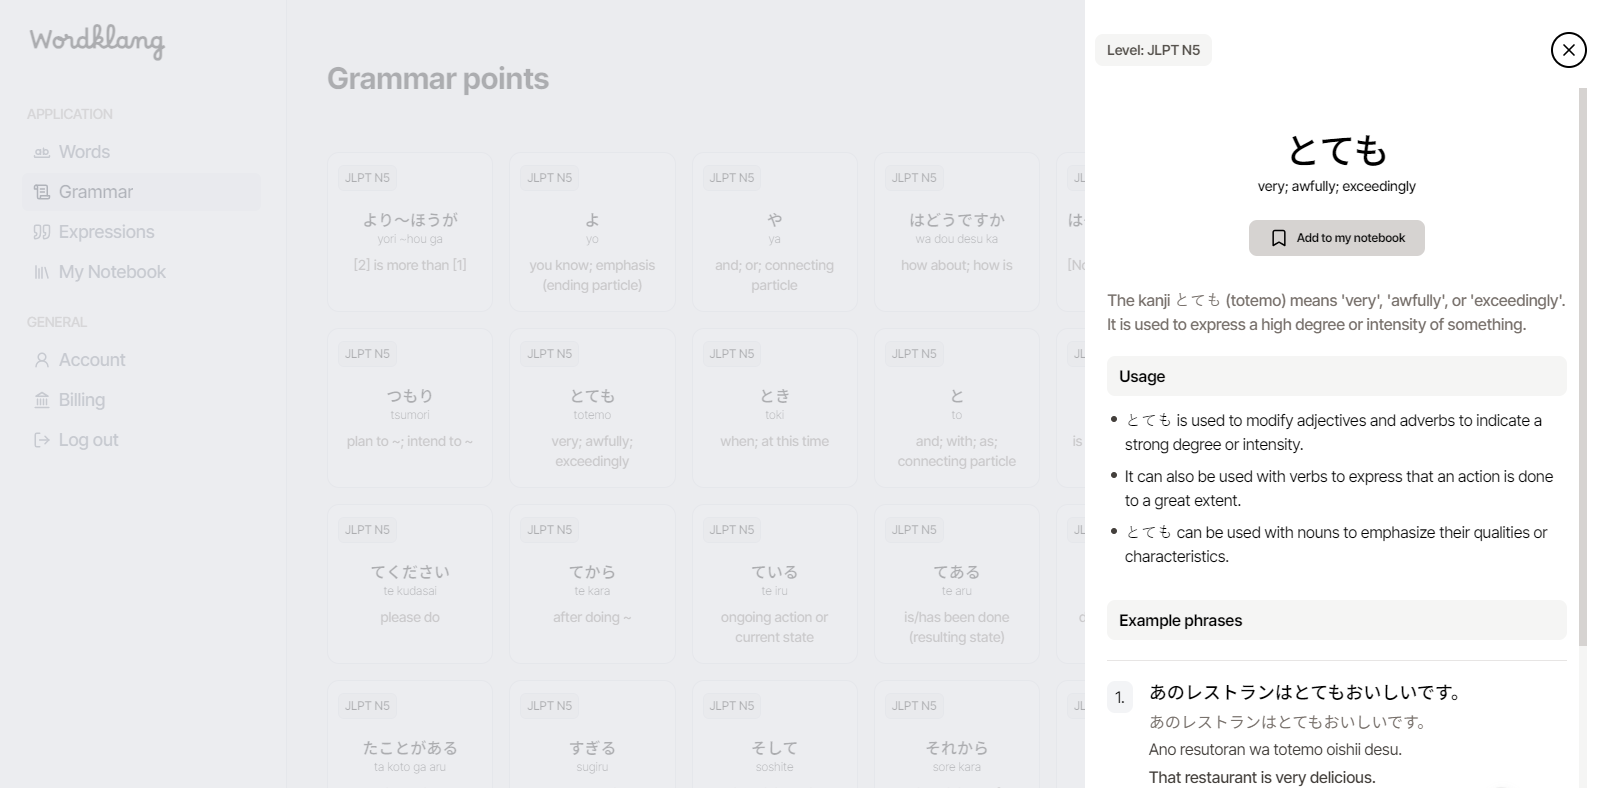 Wordklang
APPLICATION
Words
Grammar
Expressions
My Notebook
GENERAL
Account
Billing
Log out
Grammar points
JLPT N5
よリ〜ほうが
yori ~hou ga
[2] is more than [1]
JLPT N5
よ
yo
you know; emphasis
(ending particle)
JLPT N5
や
ya
and; or; connecting
particle
JLPT N5
はどうですか
wa dou desu ka
how about; how is
JLPT N5
つもり
tsumori
plan to ~; intend to ~
JLPT N5
とても
totemo
very; awfully;
exceedingly
JLPT N5
とき
toki
when; at this time
JLPT N5
と
to
and; with; as;
connecting particle
is
JLPT N5
てください
te kudasai
please do
JLPT N5
てから
te kara
after doing ~
JLPT N5
ている
te iru
ongoing action or
current state
JLPT N5
てある
te aru
is/has been done
(resulting state)
JLPT N5
たことがある
ta koto ga aru
JLPT N5
すぎる
sugiru
JLPT N5
そして
soshite
JLPT N5
それから
sore kara
Level: JLPT N5
とても
very; awfully; exceedingly
Add to my notebook
The kanji とても (totemo) means 'very', 'awfully', or 'exceedingly'.
It is used to express a high degree or intensity of something.
Usage
とても is used to modify adjectives and adverbs to indicate a
strong degree or intensity.
It can also be used with verbs to express that an action is done
to a great extent.
とても can be used with nouns to emphasize their qualities or
characteristics.
Example phrases
1.
あのレストランはとてもおいしいです。
あのレストランはとてもおいしいです。
Ano resutoran wa totemo oishii desu.
That restaurant is very delicious.